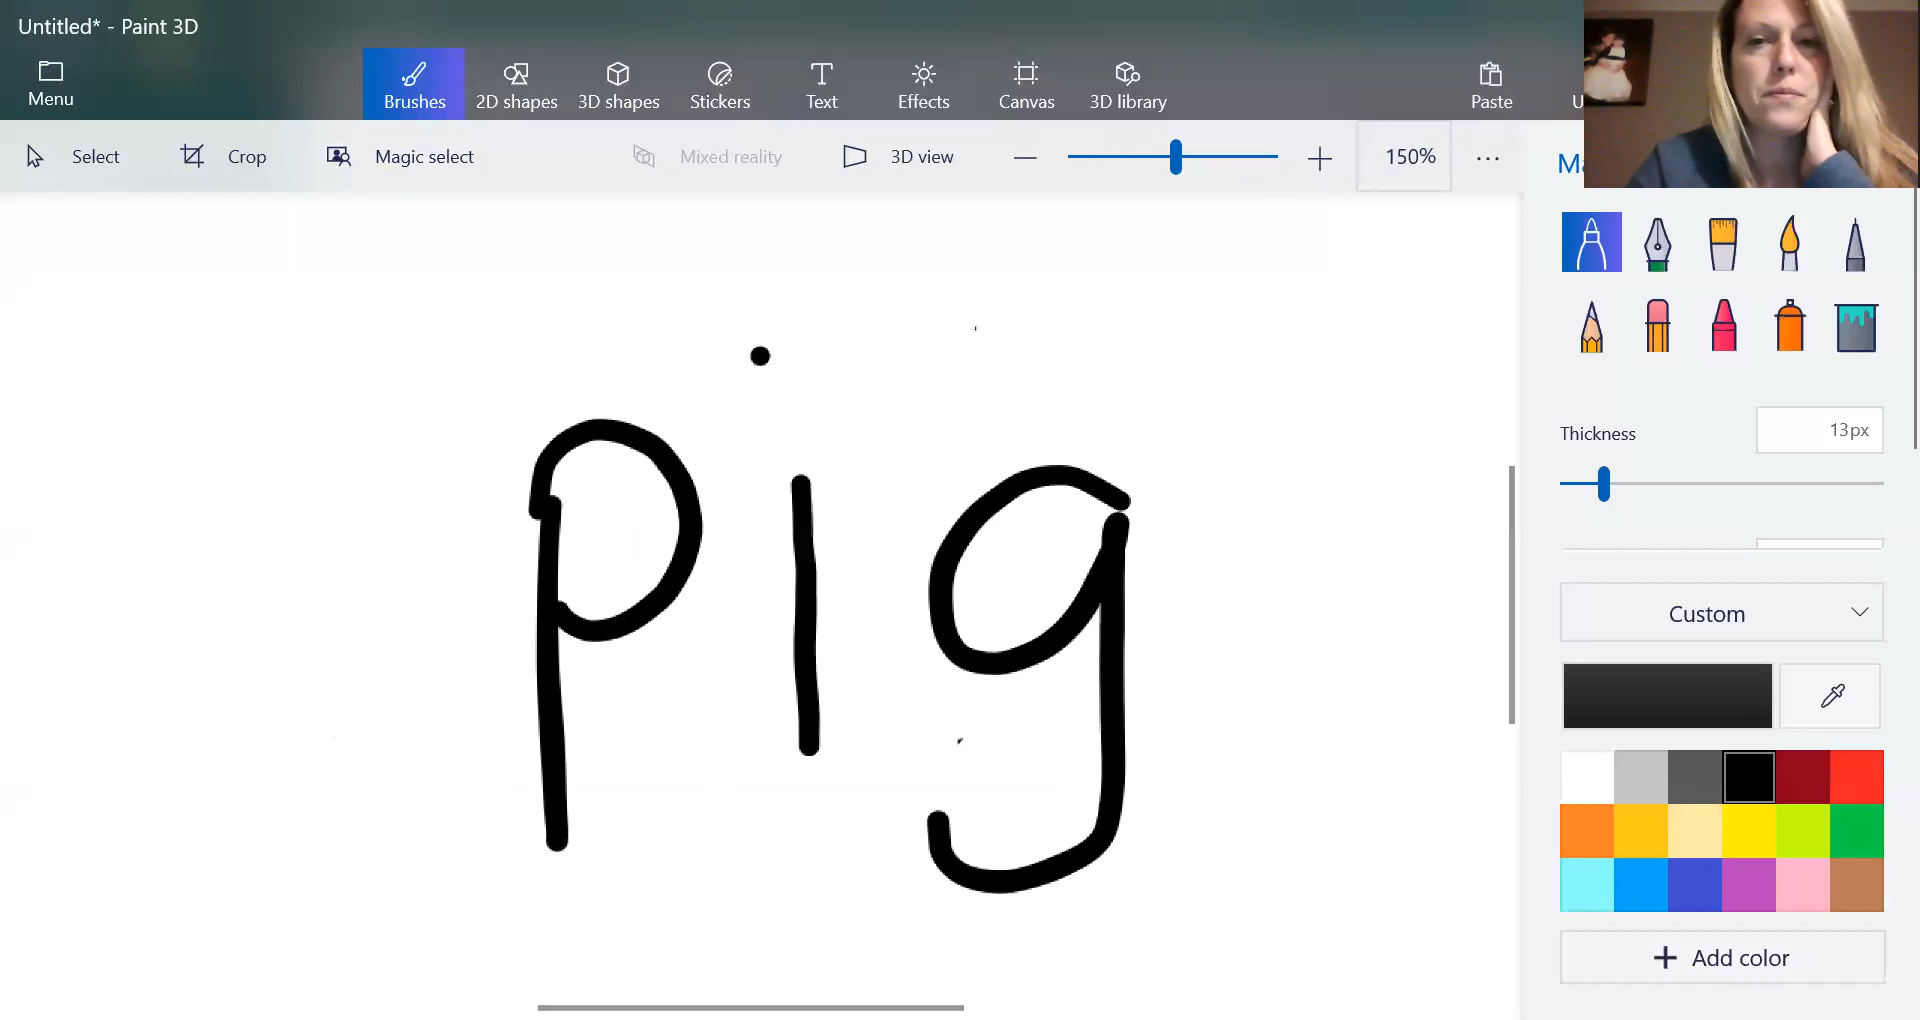 Untitled* - Paint 3D
Menu
Brushes 2D shapes 3D shapes Stickers Text Effects Canvas 3D library Paste
Select Crop Magic select Mixed reality 3D view 150% ...
Thickness 13px
pig
Custom
Add color